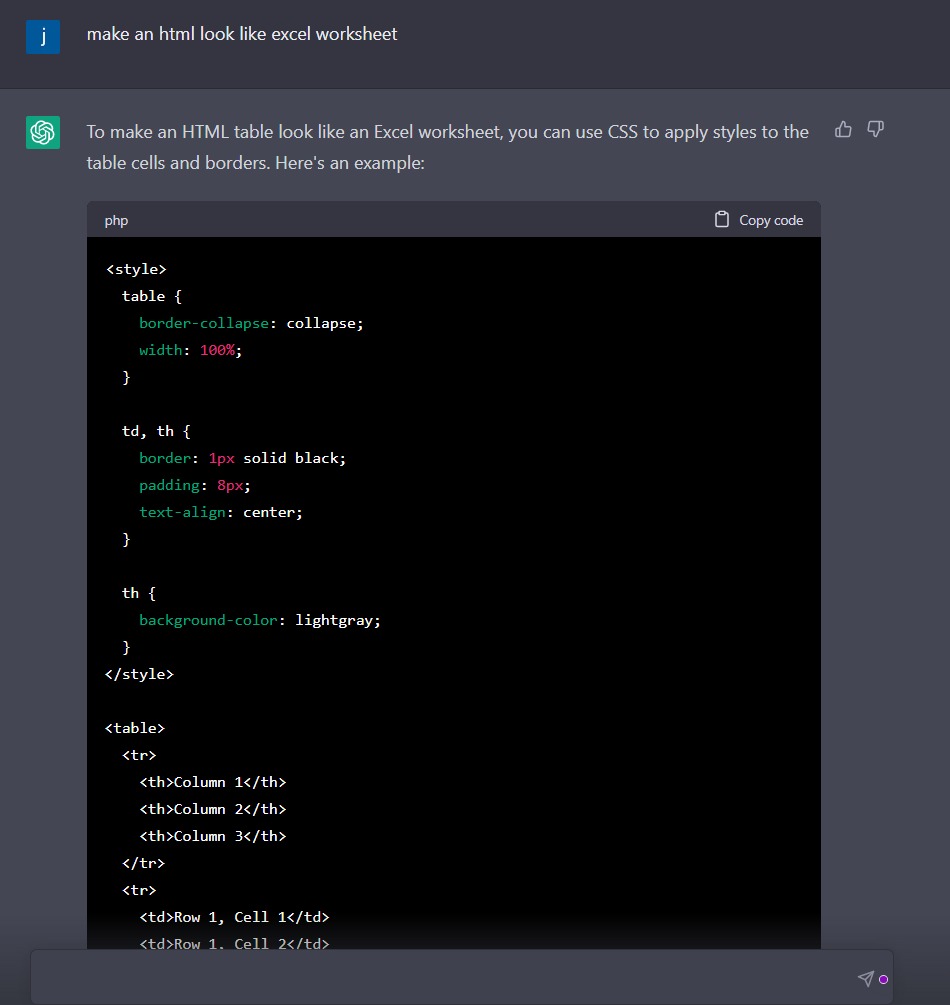 j
make an html look like excel worksheet
To make an HTML table look like an Excel worksheet, you can use CSS to apply styles to the
table cells and borders. Here's an example:
php
Copy code
<style>
  table {
    border-collapse: collapse;
    width: 100%;
  }

  td, th {
    border: 1px solid black;
    padding: 8px;
    text-align: center;
  }

  th {
    background-color: lightgray;
  }
</style>

<table>
  <tr>
    <th>Column 1</th>
    <th>Column 2</th>
    <th>Column 3</th>
  </tr>
  <tr>
    <td>Row 1, Cell 1</td>
    <td>Row 1, Cell 2</td>